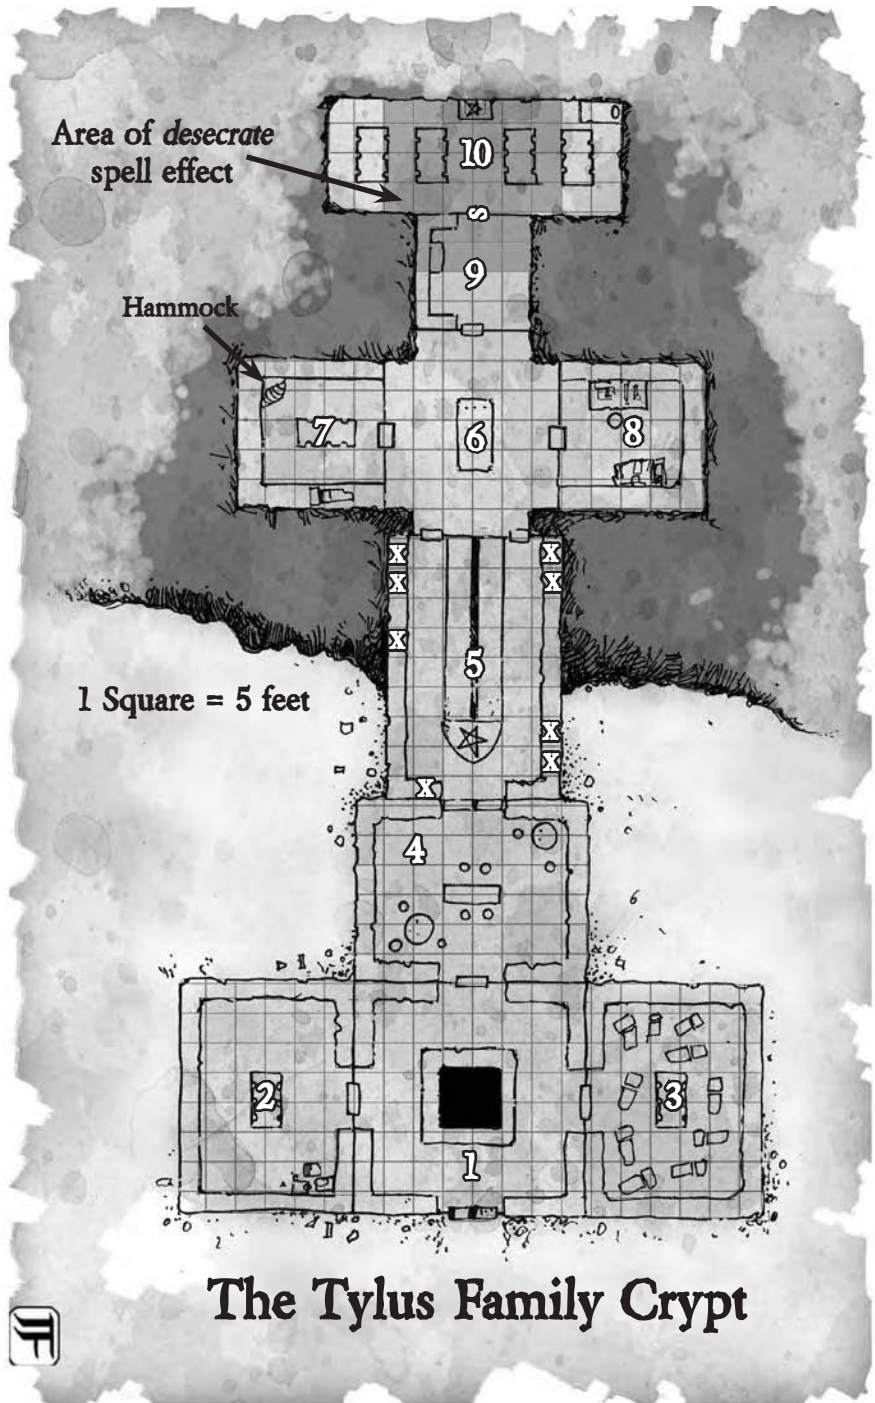 Area of desecrate
spell effect
10
S
9
Hammock
7
6
8
X
X
X
X
X
5
1 Square = 5 feet
X
X
X
4
2
3
1
The Tylus Family Crypt